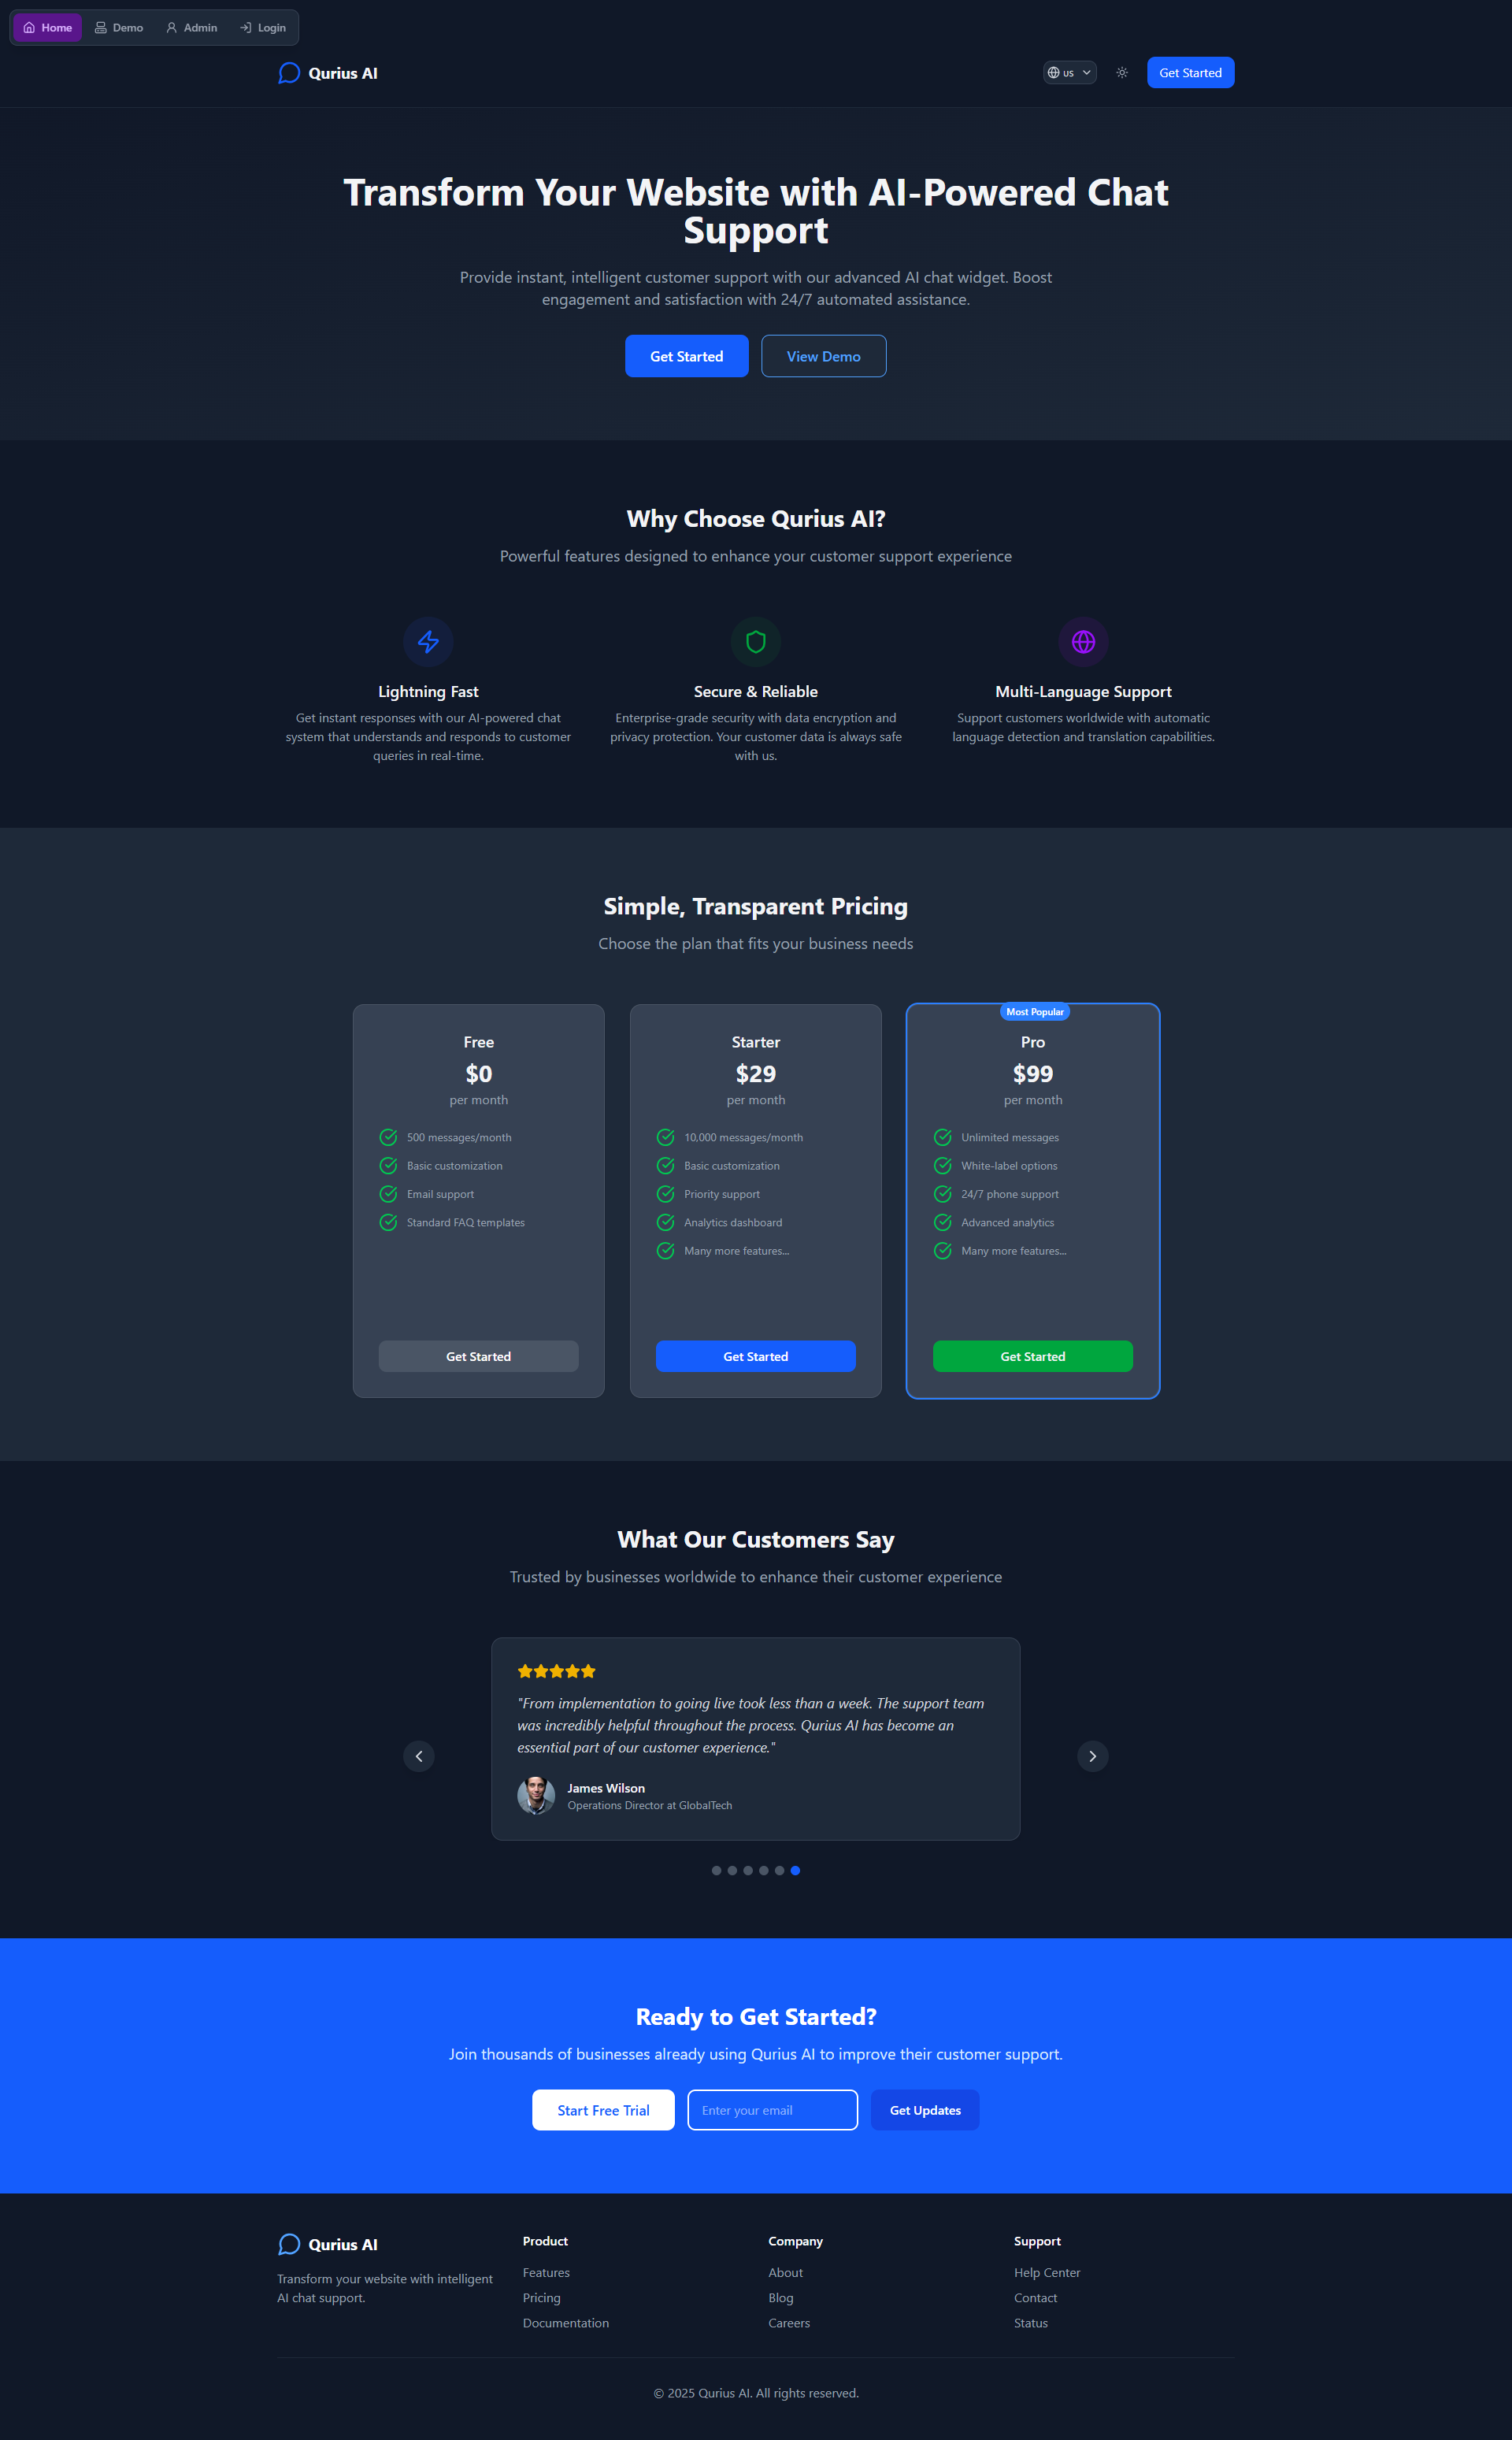 Home Demo Admin Login
Qurius AI
US
Get Started
Transform Your Website with AI-Powered Chat
Support
Provide instant, intelligent customer support with our advanced AI chat widget. Boost
engagement and satisfaction with 24/7 automated assistance.
Get Started
View Demo
Why Choose Qurius AI?
Powerful features designed to enhance your customer support experience
Lightning Fast
Get instant responses with our AI-powered chat
system that understands and responds to customer
queries in real-time.
Secure & Reliable
Enterprise-grade security with data encryption and
privacy protection. Your customer data is always safe
with us.
Multi-Language Support
Support customers worldwide with automatic
language detection and translation capabilities.
Simple, Transparent Pricing
Choose the plan that fits your business needs
Free
$0
per month
500 messages/month
Basic customization
Email support
Standard FAQ templates
Get Started
Starter
$29
per month
10,000 messages/month
Basic customization
Priority support
Analytics dashboard
Many more features...
Get Started
Most Popular
Pro
$99
per month
Unlimited messages
White-label options
24/7 phone support
Advanced analytics
Many more features...
Get Started
What Our Customers Say
Trusted by businesses worldwide to enhance their customer experience
"From implementation to going live took less than a week. The support team
was incredibly helpful throughout the process. Qurius AI has become an
essential part of our customer experience."
James Wilson
Operations Director at GlobalTech
Ready to Get Started?
Join thousands of businesses already using Qurius AI to improve their customer support.
Start Free Trial
Enter your email
Get Updates
Qurius AI
Transform your website with intelligent
AI chat support.
Product
Features
Pricing
Documentation
Company
About
Blog
Careers
Support
Help Center
Contact
Status
© 2025 Qurius AI. All rights reserved.